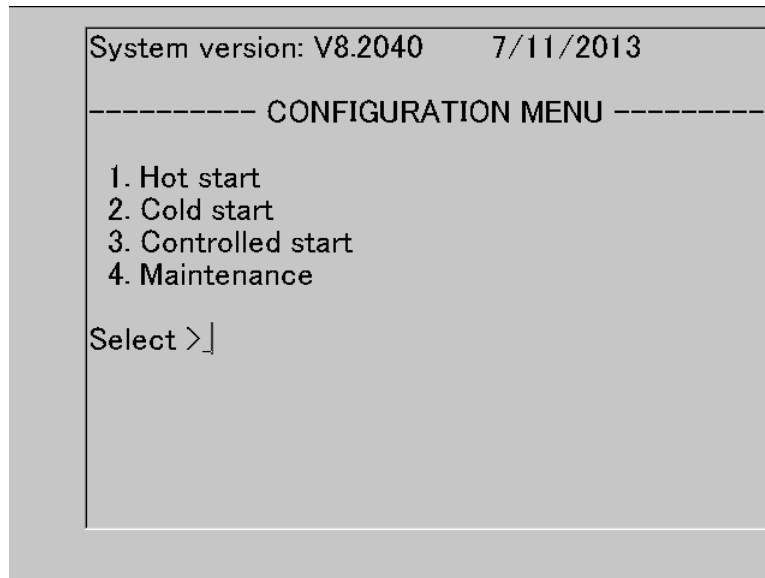 System version: V8.2040 7/11/2013
---------- CONFIGURATION MENU ---------
1. Hot start
2. Cold start
3. Controlled start
4. Maintenance
Select >_